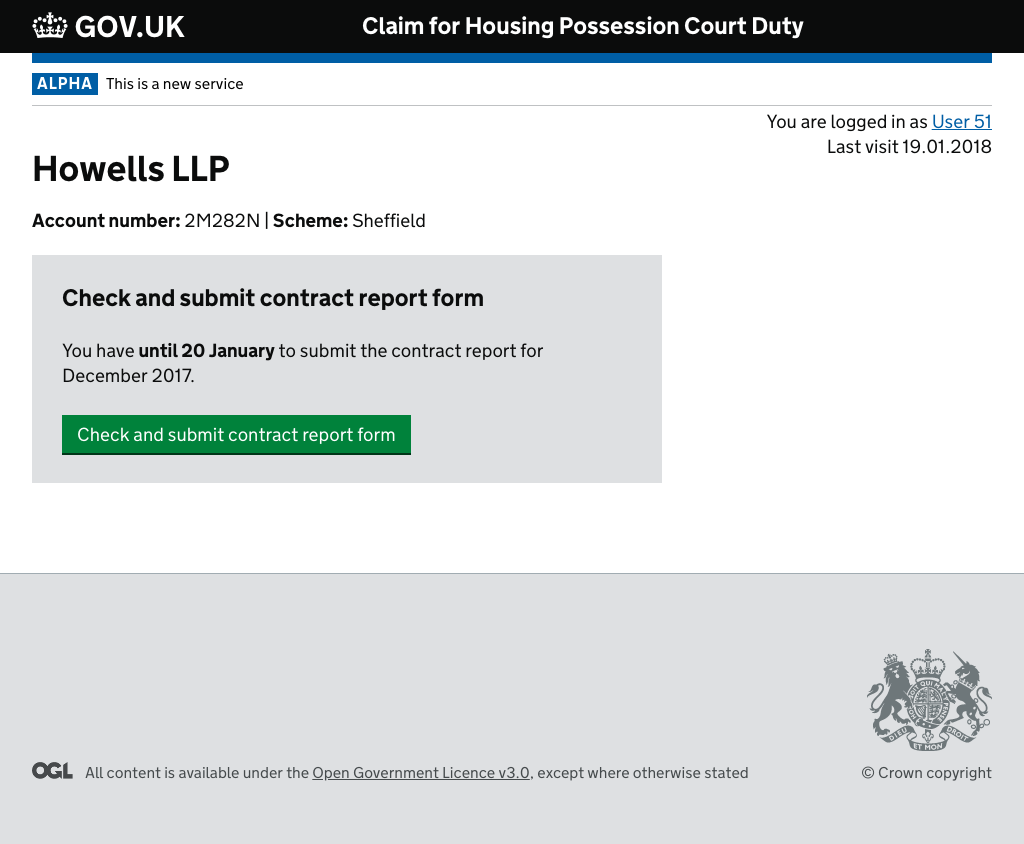 GOV.UK
Claim for Housing Possession Court Duty
ALPHA This is a new service
You are logged in as User 51
Last visit 19.01.2018
Howells LLP
Account number: 2M282N | Scheme: Sheffield
Check and submit contract report form
You have until 20 January to submit the contract report for
December 2017.
Check and submit contract report form
DIEU ET MON DROIT
OGL All content is available under the Open Government Licence v3.0, except where otherwise stated
© Crown copyright